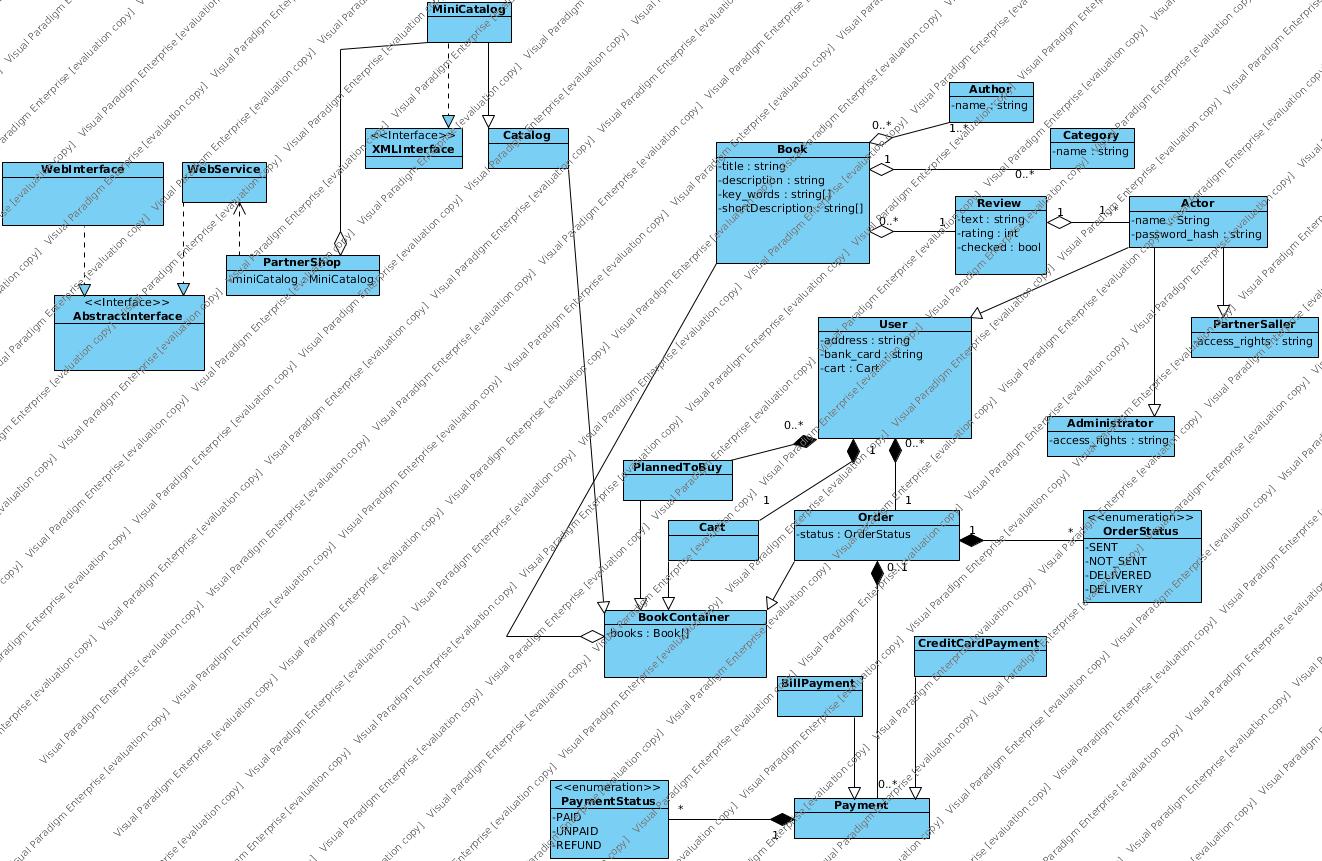 MiniCatalog
Author
-name : string
<<Interface>>
XMLInterface
Catalog
Category
-name : string
0..*
1..*
Book
-title : string
-description : string
-key_words : string[]
-shortDescription : string[]
1
0..*
WebInterface
WebService
Review
-text : string
-rating : int
-checked : bool
Actor
-name : String
-password_hash : string
0..*
1
1
1..*
PartnerShop
-miniCatalog : MiniCatalog
<<Interface>>
AbstractInterface
User
-address : string
-bank_card : string
-cart : Cart
PartnerSaller
-access_rights : string
Administrator
-access_rights : string
0..*
1
0..*
PlannedToBuy
1
1
Cart
Order
-status : OrderStatus
1
*
<<enumeration>>
OrderStatus
-SENT
-NOT_SENT
-DELIVERED
-DELIVERY
0..1
BookContainer
-books : Book[]
CreditCardPayment
BillPayment
0..*
<<enumeration>>
PaymentStatus
-PAID
-UNPAID
-REFUND
*
1
Payment
Visual Paradigm Enterprise [evaluation copy]